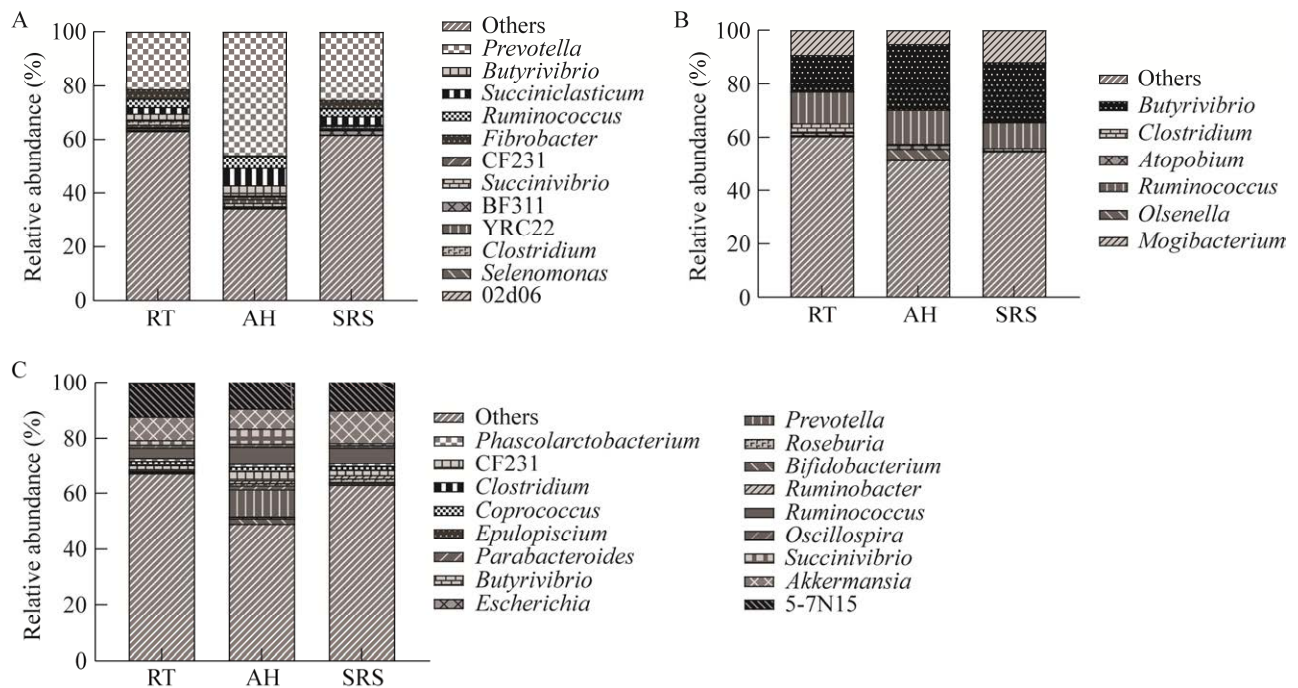 A
Relative abundance (%)
100
80
60
40
20
0
RT AH SRS
Others
Prevotella
Butyrivibrio
Succiniclasticum
Ruminococcus
Fibrobacter
CF231
Succinivibrio
BF311
YRC22
Clostridium
Selenomonas
02d06
B
Relative abundance (%)
100
80
60
40
20
0
RT AH SRS
Others
Butyrivibrio
Clostridium
Atopobium
Ruminococcus
Olsenella
Mogibacterium
C
Relative abundance (%)
100
80
60
40
20
0
RT AH SRS
Others
Phascolarctobacterium
CF231
Clostridium
Coprococcus
Epulopiscium
Parabacteroides
Butyrivibrio
Escherichia
Prevotella
Roseburia
Bifidobacterium
Ruminobacter
Ruminococcus
Oscillospira
Succinivibrio
Akkermansia
5-7N15